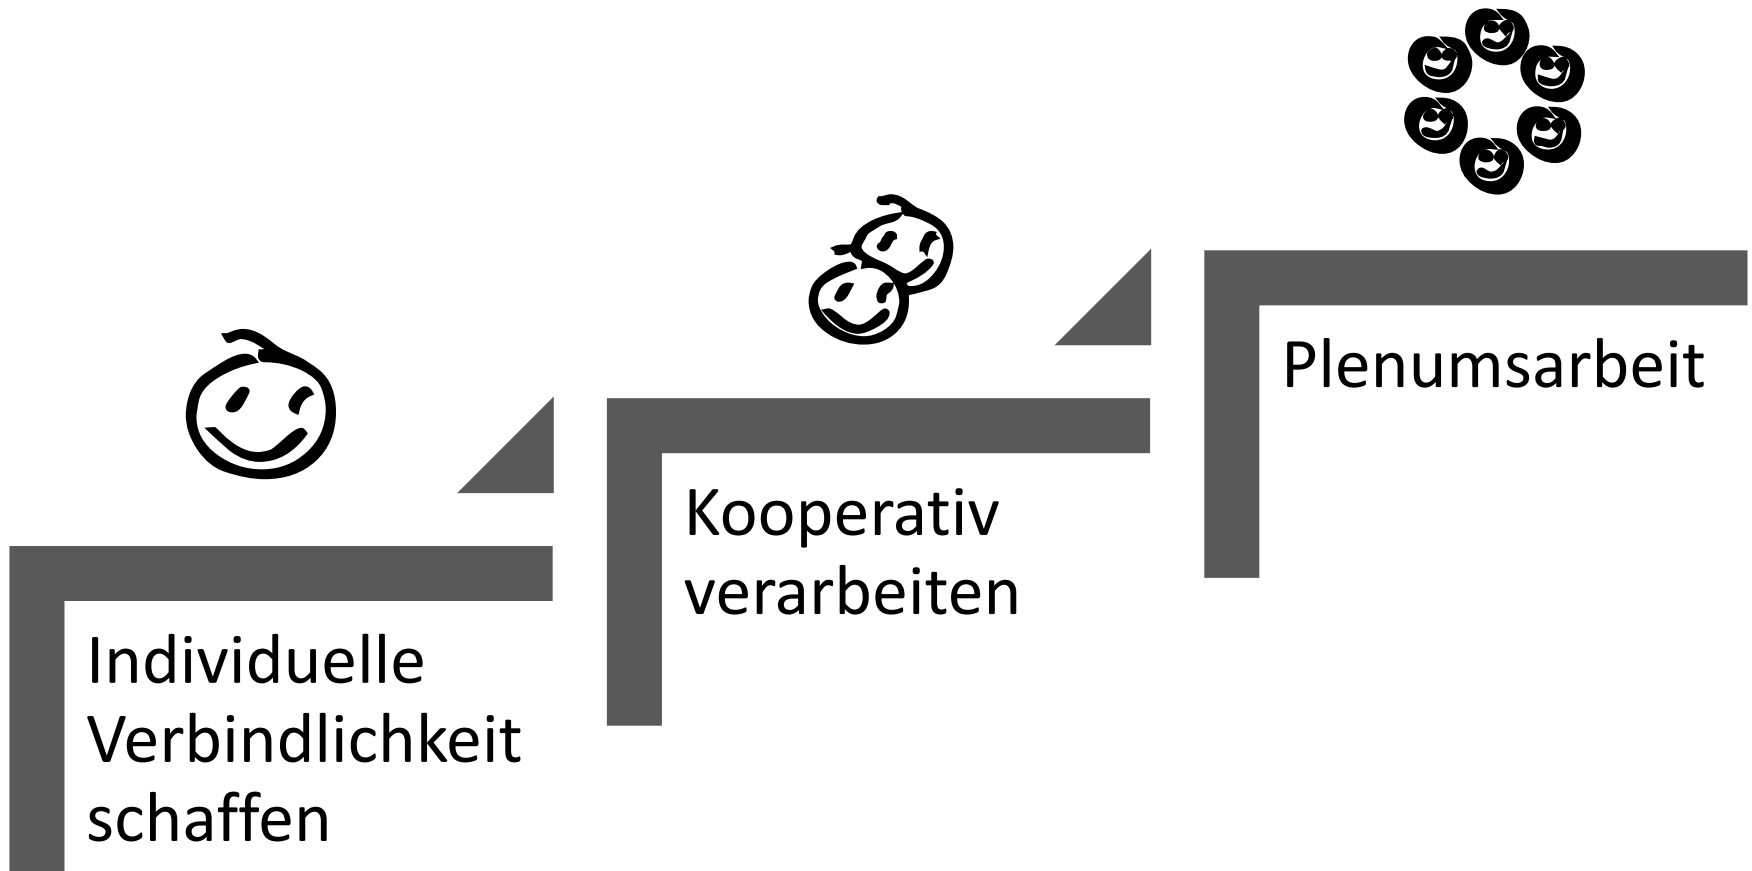 Individuelle
Verbindlichkeit
schaffen
Kooperativ
verarbeiten
Plenumsarbeit